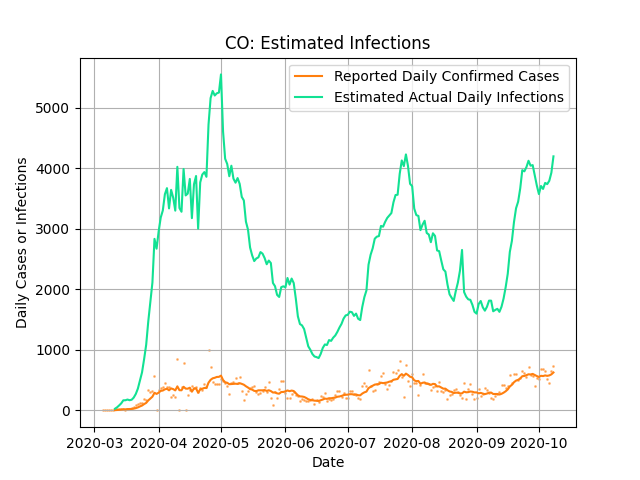 CO: Estimated Infections
Reported Daily Confirmed Cases
Estimated Actual Daily Infections
Daily Cases or Infections
5000
4000
3000
2000
1000
0
2020-03 2020-04 2020-05 2020-06 2020-07 2020-08 2020-09 2020-10
Date